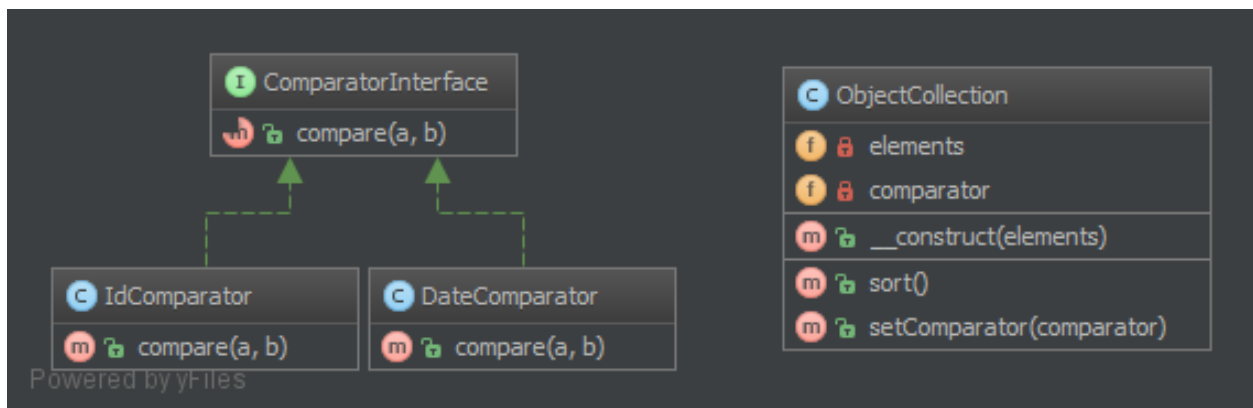 I ComparatorInterface
m compare(a, b)
C IdComparator
m compare(a, b)
C DateComparator
m compare(a, b)
C ObjectCollection
f elements
f comparator
m __construct(elements)
m sort()
m setComparator(comparator)
Powered by yFiles